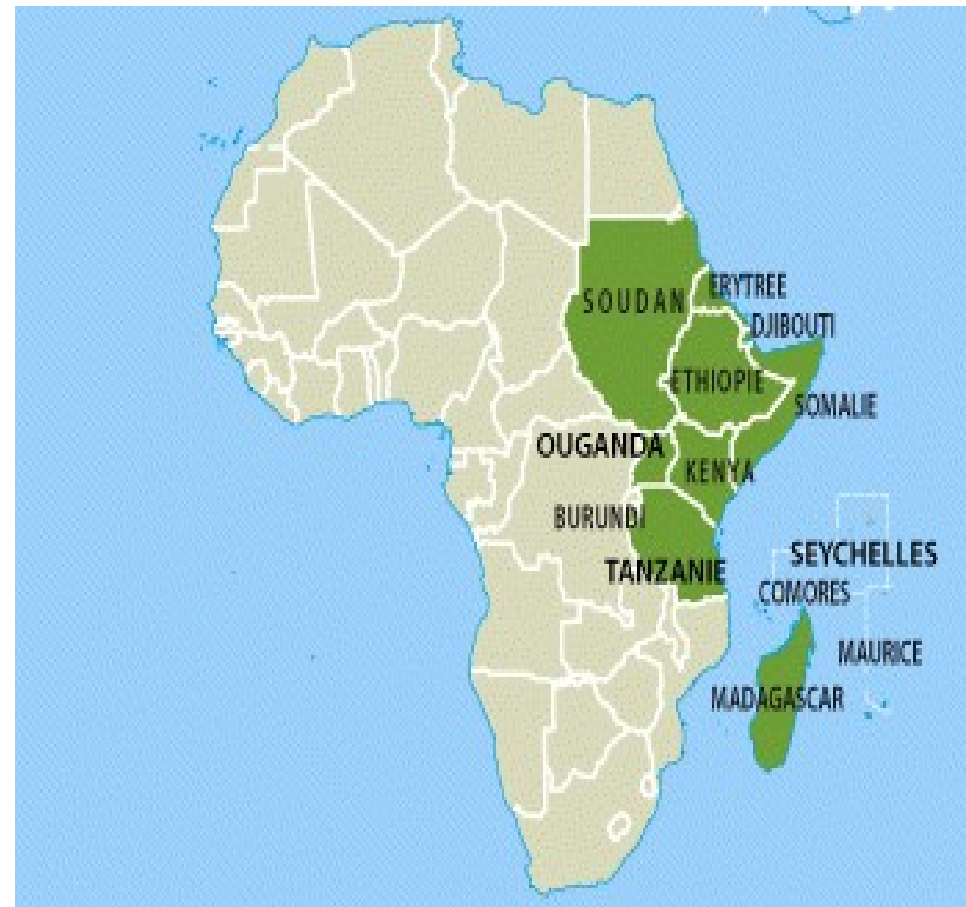 ERYTREE
SOUDAN
DJIBOUTI
ETHIOPIE
SOMALIE
OUGANDA
KENYA
BURUNDI
SEYCHELLES
TANZANIE
COMORES
MAURICE
MADAGASCAR